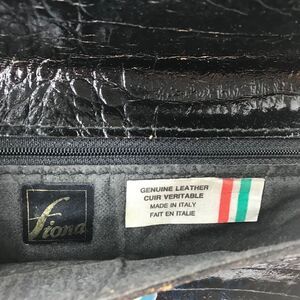 fiona
GENUINE LEATHER
CUIR VERITABLE
MADE IN ITALY
FAIT EN ITALIE